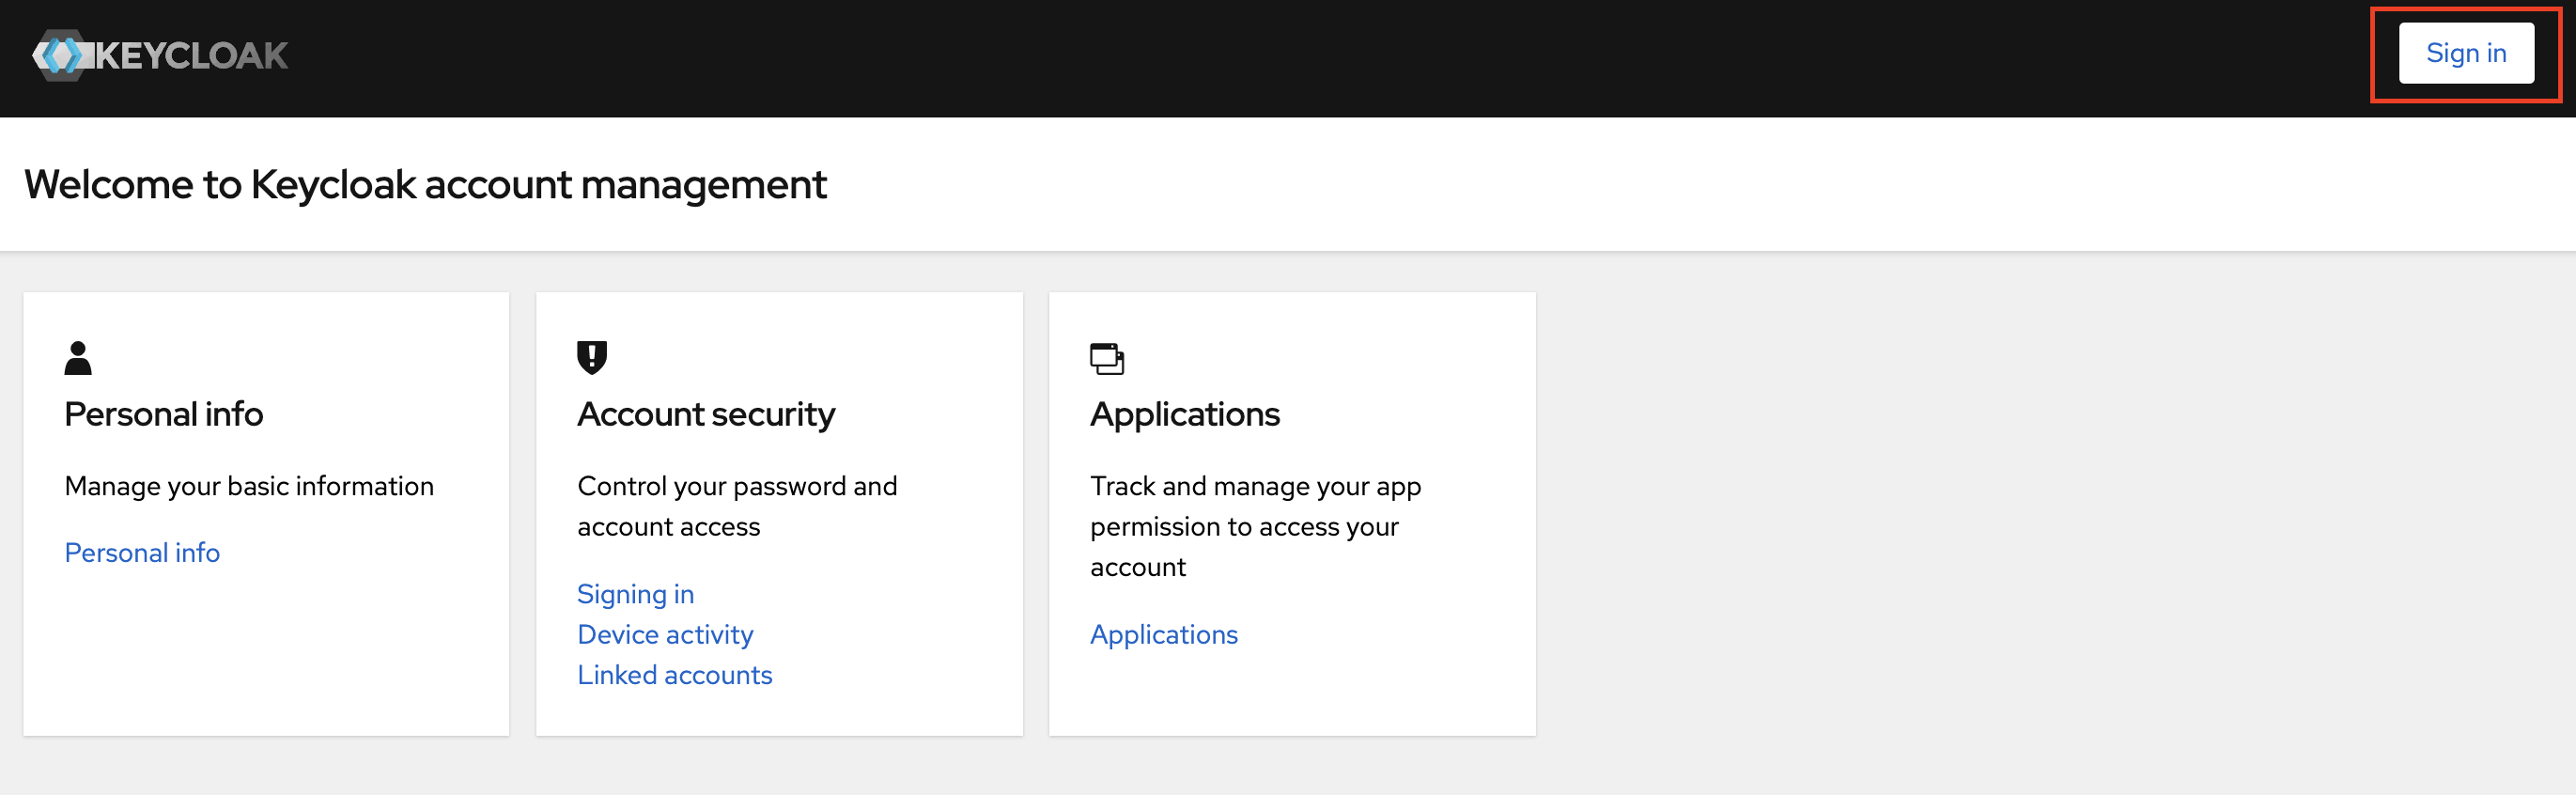 KEYCLOAK
Sign in
Welcome to Keycloak account management
Personal info
Manage your basic information
Personal info
Account security
Control your password and
account access
Signing in
Device activity
Linked accounts
Applications
Track and manage your app
permission to access your
account
Applications